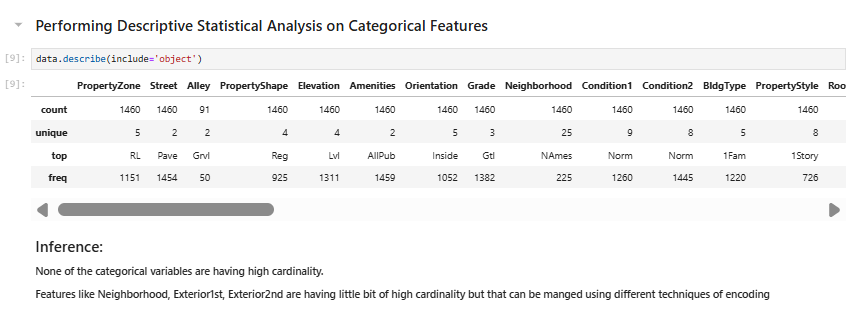 Performing Descriptive Statistical Analysis on Categorical Features
[9]: data.describe(include='object')
[9]: PropertyZone Street Alley PropertyShape Elevation Amenities Orientation Grade Neighborhood Condition1 Condition2 BldgType PropertyStyle Roo
count 1460 1460 91 1460 1460 1460 1460 1460 1460 1460 1460 1460 1460
unique 5 2 2 4 4 2 5 3 25 9 8 5 8
top RL Pave Grvl Reg Lvl AllPub Inside Gtl NAmes Norm Norm 1Fam 1Story
freq 1151 1454 50 925 1311 1459 1052 1382 225 1260 1445 1220 726
Inference:
None of the categorical variables are having high cardinality.
Features like Neighborhood, Exterior1st, Exterior2nd are having little bit of high cardinality but that can be manged using different techniques of encoding